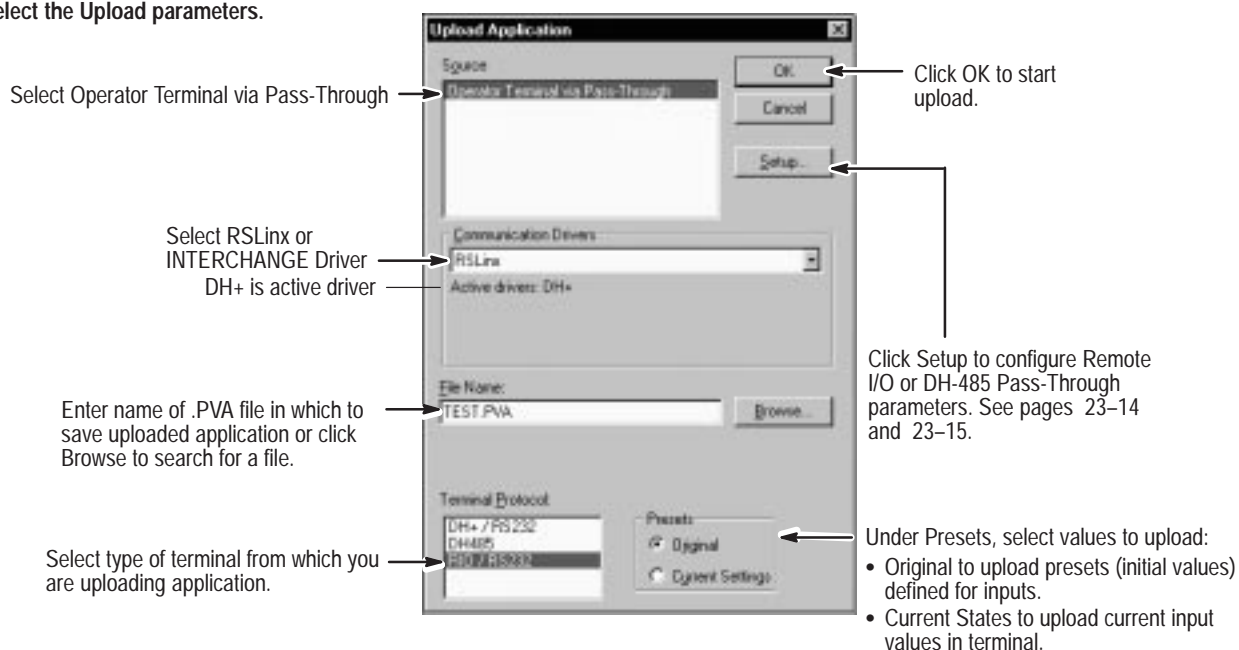 elect the Upload parameters.
Upload Application
Source
OK
Click OK to start
upload.
Select Operator Terminal via Pass-Through
Operator Terminal via Pass-Through
Cancel
Setup...
Select RSLinx or
INTERCHANGE Driver
DH+ is active driver
Communication Drivers
RSLinx
Active drivers: DH+
Click Setup to configure Remote
I/O or DH-485 Pass-Through
parameters. See pages 23–14
and 23–15.
File Name:
TEST.PVA
Browse...
Enter name of .PVA file in which to
save uploaded application or click
Browse to search for a file.
Terminal Protocol:
DH+ / RS232
DH485
RIO / RS232
Select type of terminal from which you
are uploading application.
Presets
Original
Current Settings
Under Presets, select values to upload:
• Original to upload presets (initial values)
defined for inputs.
• Current States to upload current input
values in terminal.